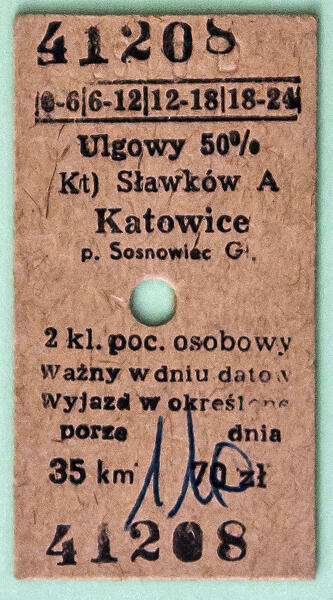 41208
0-6|6-12|12-18|18-24
Ulgowy 50%
Kt) Sławków A
Katowice
p. Sosnowiec Gł.
2 kl. poc. osobowy
Ważny w dniu datow
Wyjazd w określone
porze dnia
35 km 70 zł
41208